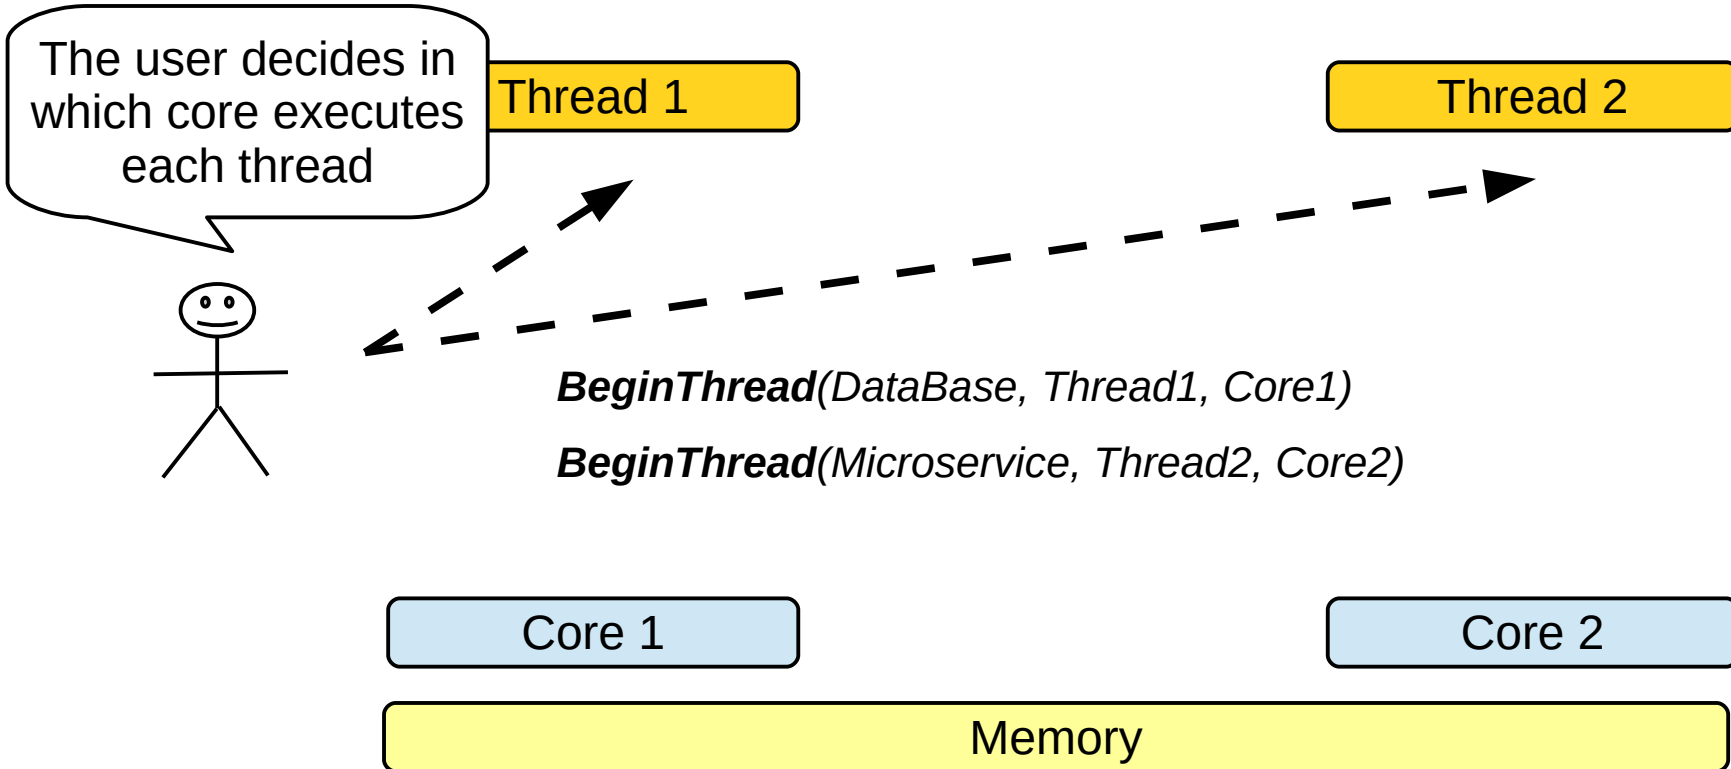 The user decides in
which core executes
each thread
Thread 1
Thread 2
BeginThread(DataBase, Thread1, Core1)
BeginThread(Microservice, Thread2, Core2)
Core 1
Core 2
Memory